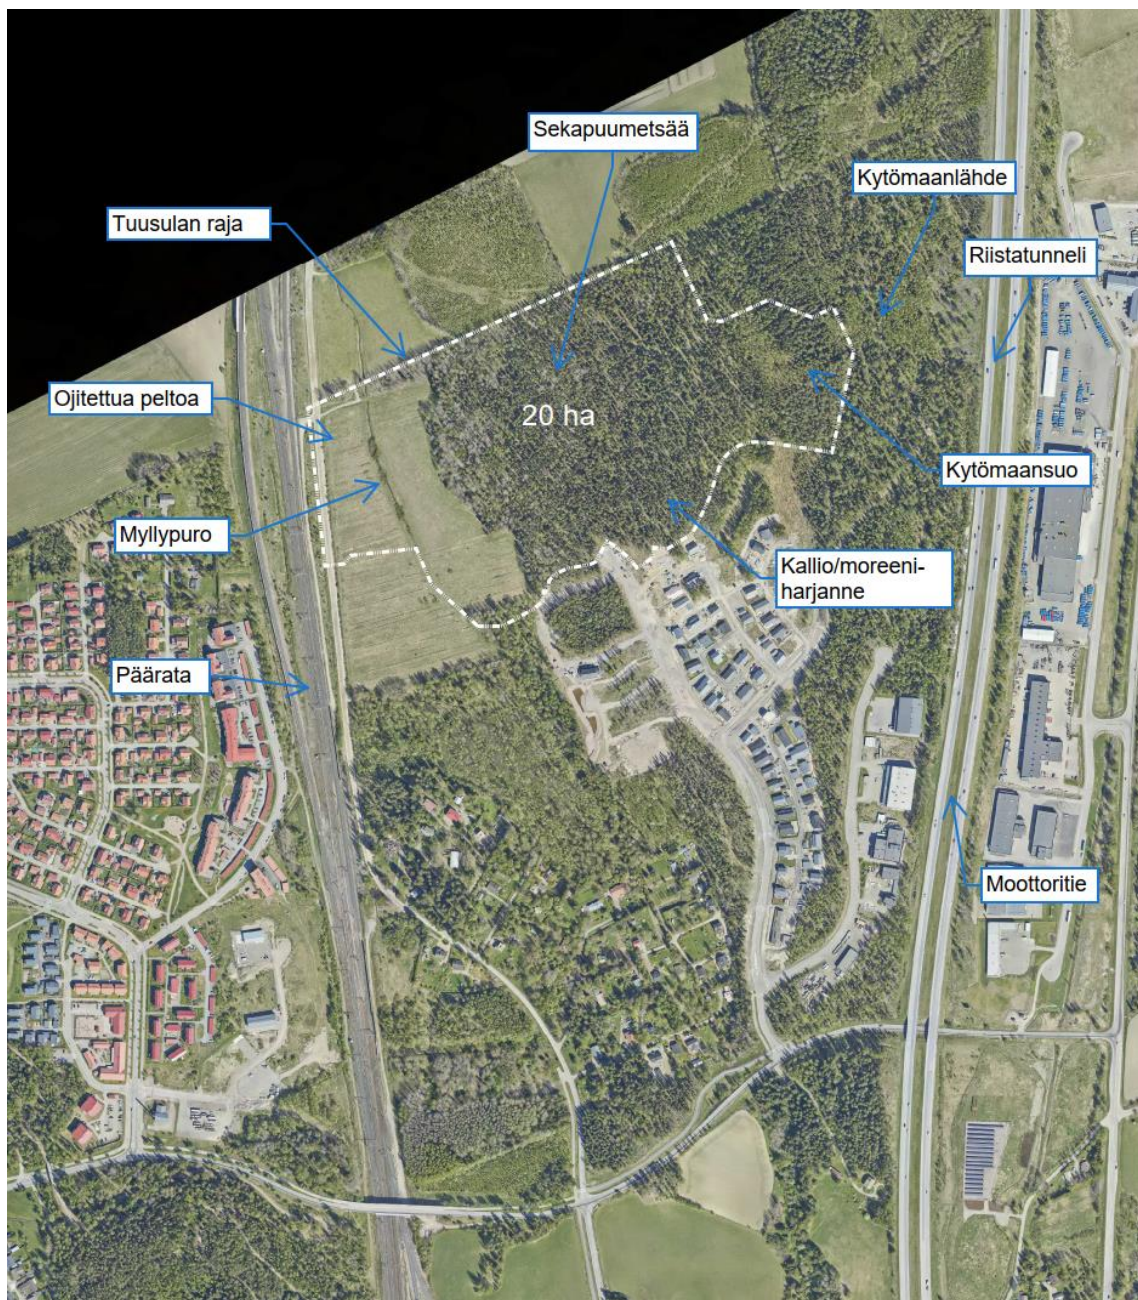 Sekapuumetsää
Kytömaanlähde
Tuusulan raja
Riistatunneli
Ojitettua peltoa
20 ha
Kytömaansuo
Myllypuro
Kallio/moreeni-
harjanne
Päärata
Moottoritie